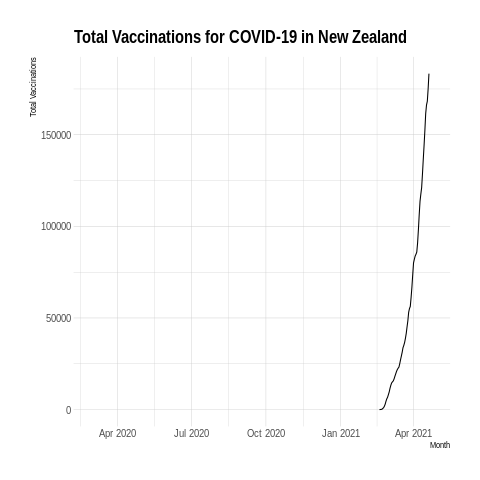 Total Vaccinations for COVID-19 in New Zealand
Total Vaccinations
150000
100000
50000
0
Apr 2020 Jul 2020 Oct 2020 Jan 2021 Apr 2021
Month